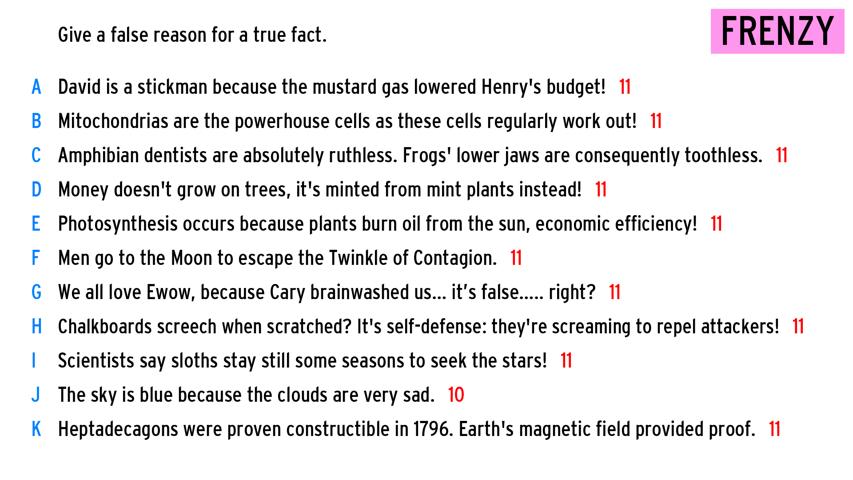 Give a false reason for a true fact.
FRENZY
A David is a stickman because the mustard gas lowered Henry's budget! 11
B Mitochondrias are the powerhouse cells as these cells regularly work out! 11
C Amphibian dentists are absolutely ruthless. Frogs' lower jaws are consequently toothless. 11
D Money doesn't grow on trees, it's minted from mint plants instead! 11
E Photosynthesis occurs because plants burn oil from the sun, economic efficiency! 11
F Men go to the Moon to escape the Twinkle of Contagion. 11
G We all love Ewow, because Cary brainwashed us... it’s false..... right? 11
H Chalkboards screech when scratched? It's self-defense: they're screaming to repel attackers! 11
I Scientists say sloths stay still some seasons to seek the stars! 11
J The sky is blue because the clouds are very sad. 10
K Heptadecagons were proven constructible in 1796. Earth's magnetic field provided proof. 11